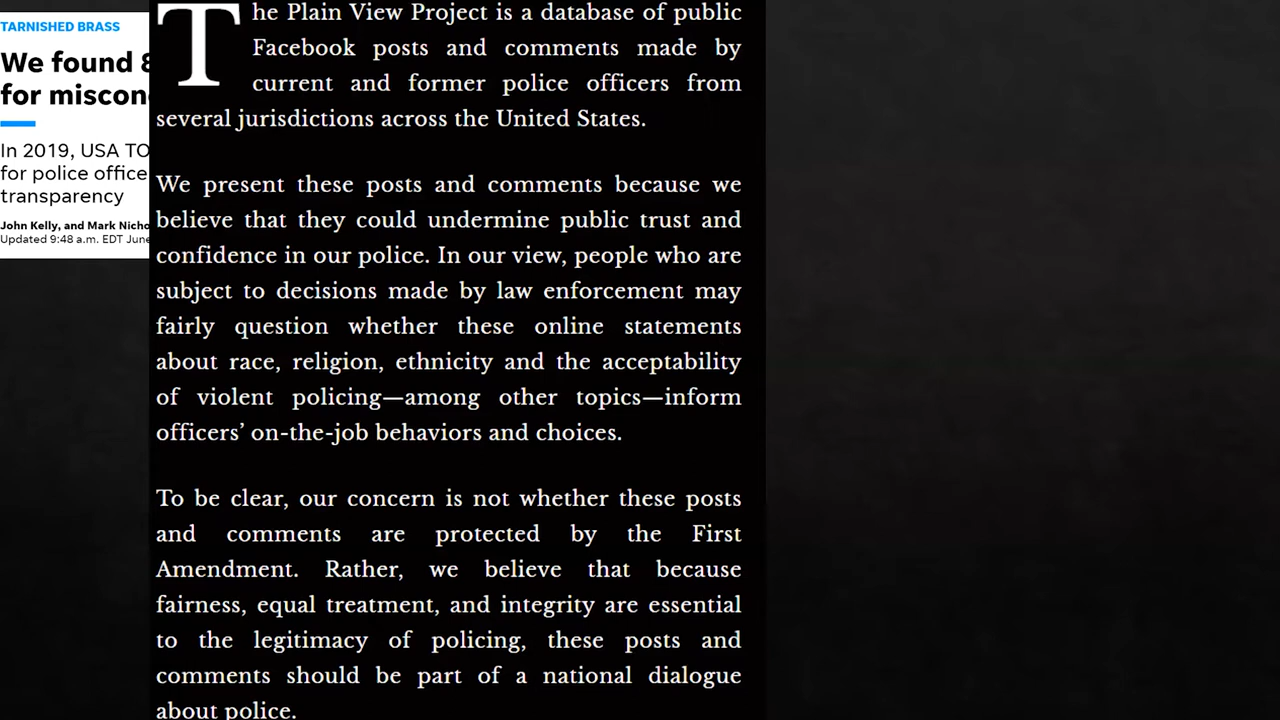 TARNISHED BRASS
We found 8
for miscon
In 2019, USA TO
for police office
transparency
John Kelly, and Mark Nicho
Updated 9:48 a.m. EDT June
The Plain View Project is a database of public
Facebook posts and comments made by
current and former police officers from
several jurisdictions across the United States.
We present these posts and comments because we
believe that they could undermine public trust and
confidence in our police. In our view, people who are
subject to decisions made by law enforcement may
fairly question whether these online statements
about race, religion, ethnicity and the acceptability
of violent policing—among other topics—inform
officers’ on-the-job behaviors and choices.
To be clear, our concern is not whether these posts
and comments are protected by the First
Amendment. Rather, we believe that because
fairness, equal treatment, and integrity are essential
to the legitimacy of policing, these posts and
comments should be part of a national dialogue
about police.